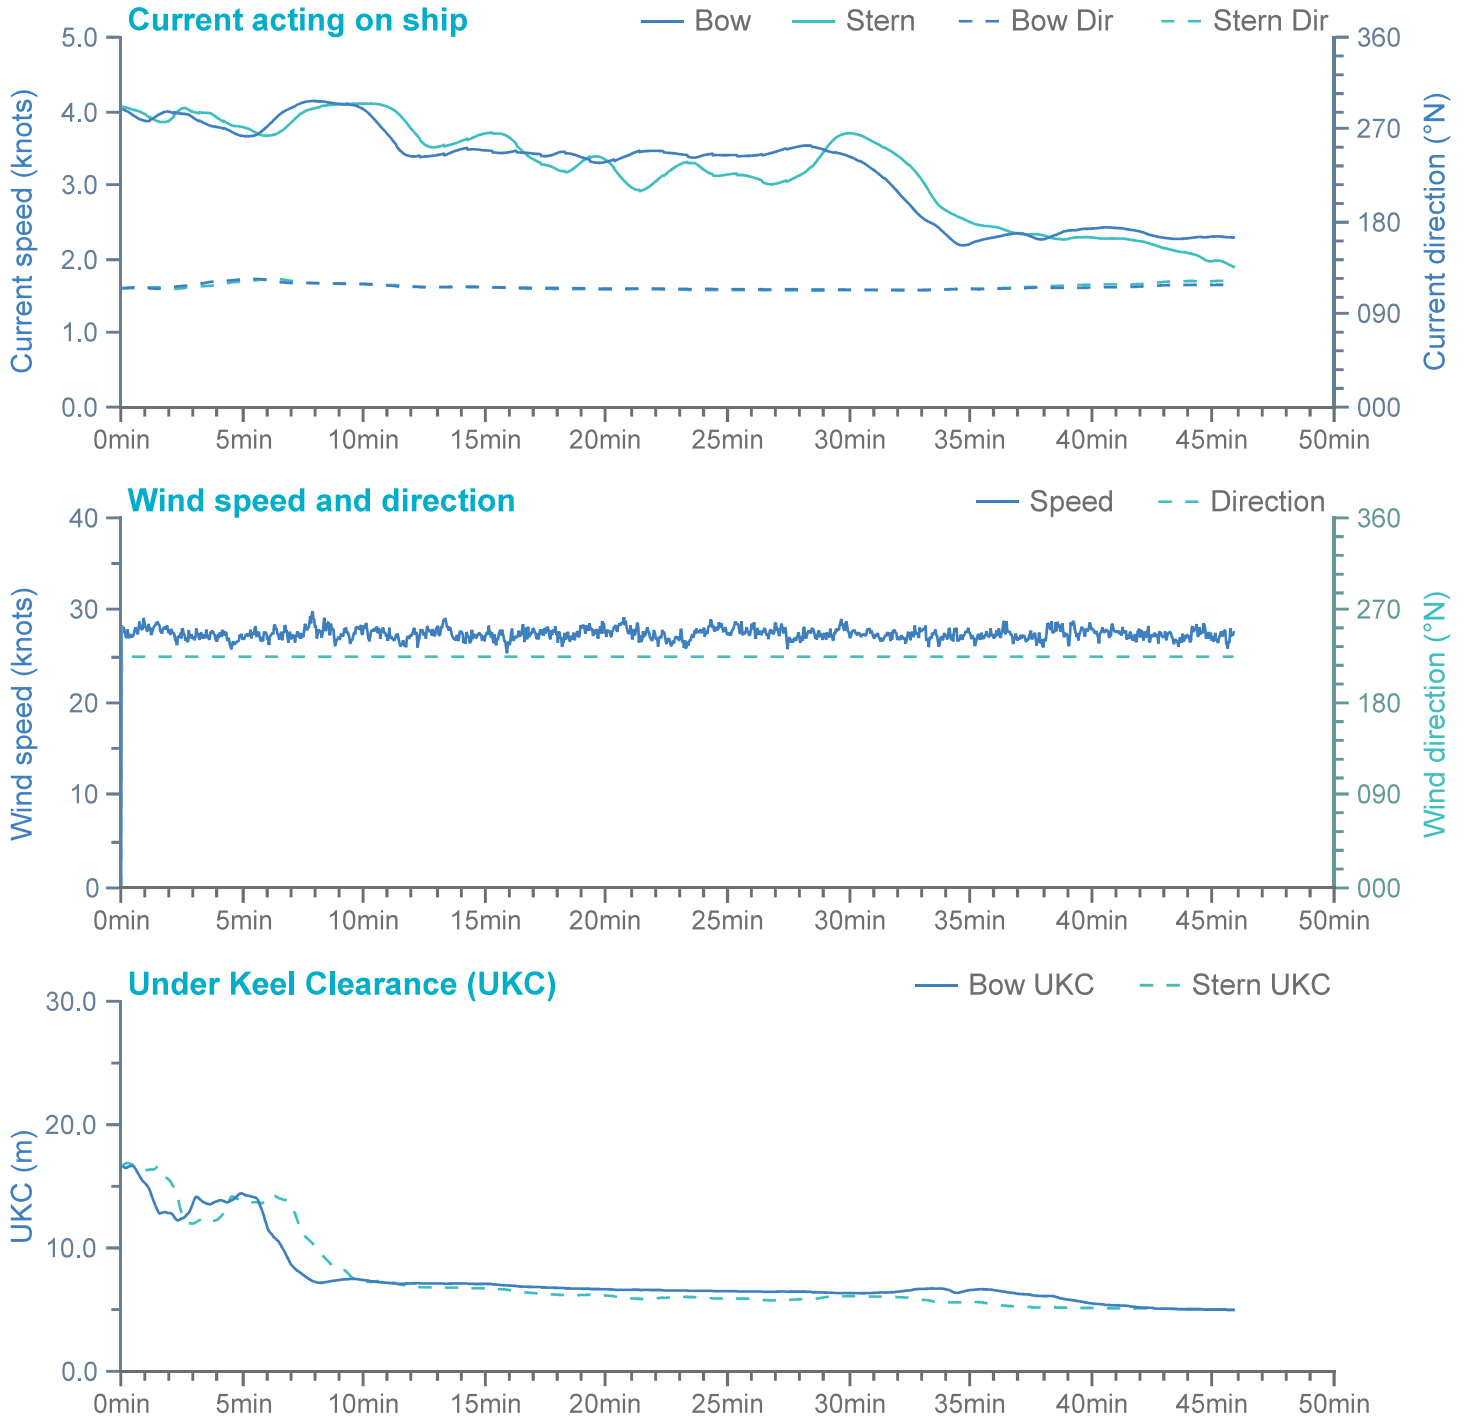 Current acting on ship
Bow Stern Bow Dir Stern Dir
Current speed (knots)
5.0
4.0
3.0
2.0
1.0
0.0
360
270
180
090
000
Current direction (°N)
0min 5min 10min 15min 20min 25min 30min 35min 40min 45min 50min
Wind speed and direction
Speed Direction
Wind speed (knots)
40
30
20
10
0
360
270
180
090
000
Wind direction (°N)
0min 5min 10min 15min 20min 25min 30min 35min 40min 45min 50min
Under Keel Clearance (UKC)
Bow UKC Stern UKC
UKC (m)
30.0
20.0
10.0
0.0
0min 5min 10min 15min 20min 25min 30min 35min 40min 45min 50min